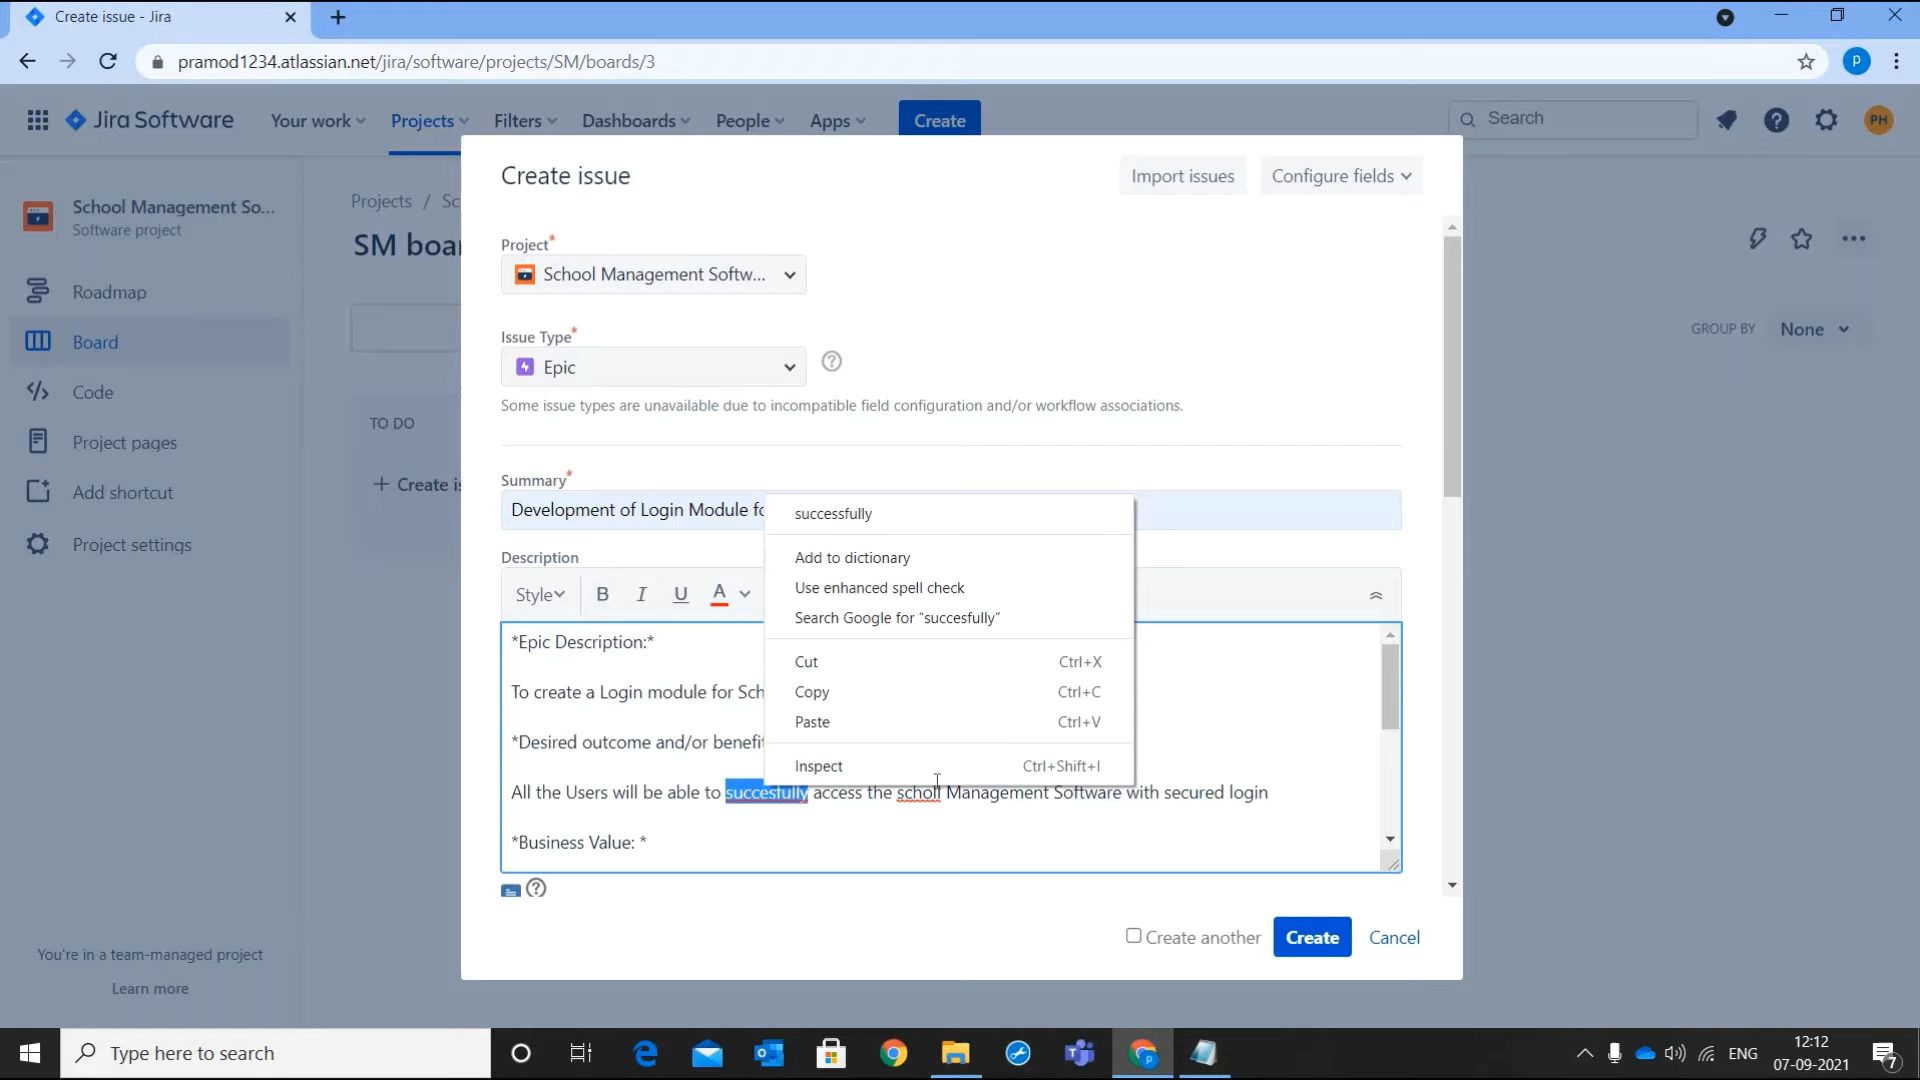 Create issue - Jira
pramod1234.atlassian.net/jira/software/projects/SM/boards/3
P
Jira Software
Your work
Projects
Filters
Dashboards
People
Apps
Create
Search
PH
School Management So...
Software project
Projects / Sc
SM boa
Roadmap
Board
Code
Project pages
Add shortcut
Project settings
TO DO
+ Create i
GROUP BY
None
You're in a team-managed project
Learn more
Create issue
Import issues
Configure fields
Project*
School Management Softw...
Issue Type*
Epic
Some issue types are unavailable due to incompatible field configuration and/or workflow associations.
Summary*
Development of Login Module fo
Description
Style
B
I
U
A
*Epic Description:*
To create a Login module for Sch
*Desired outcome and/or benefit
All the Users will be able to succesfully access the scholl Management Software with secured login
*Business Value: *
successfully
Add to dictionary
Use enhanced spell check
Search Google for “succesfully”
Cut Ctrl+X
Copy Ctrl+C
Paste Ctrl+V
Inspect Ctrl+Shift+I
Create another
Create
Cancel
Type here to search
ENG
12:12
07-09-2021
7